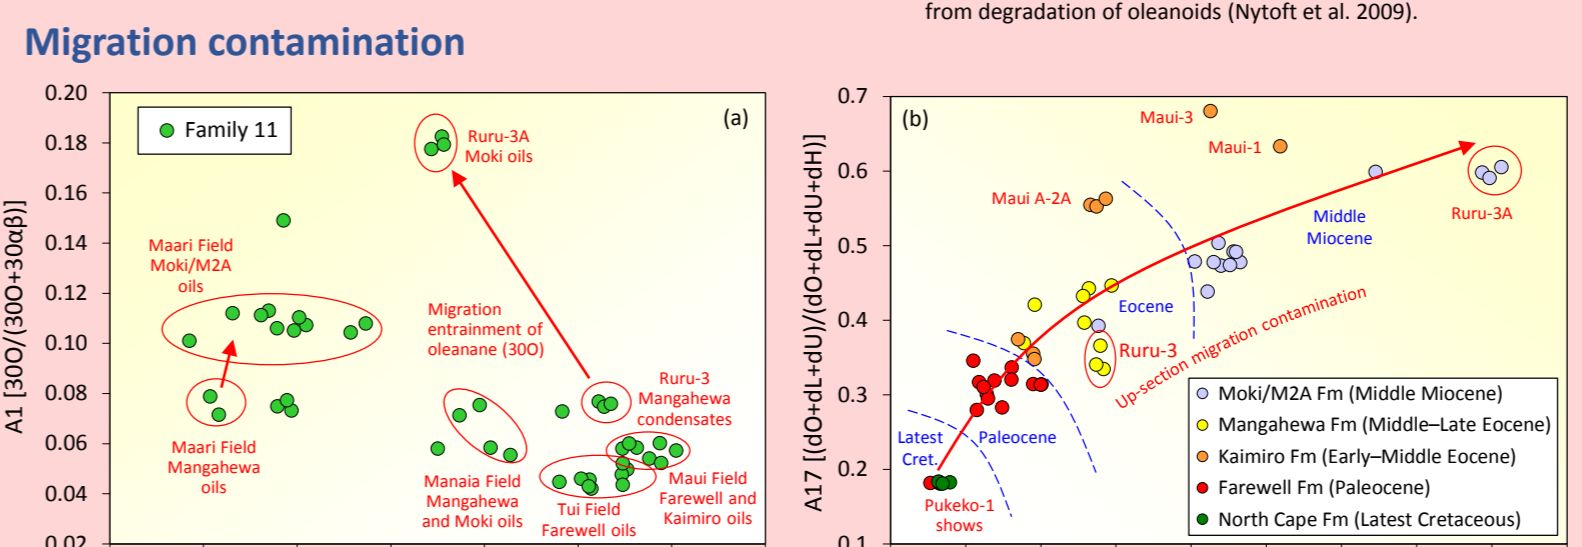 from degradation of oleanoids (Nytoft et al. 2009).
Migration contamination
0.20
0.18
0.16
0.14
0.12
0.10
0.08
0.06
0.04
0.02
A1 [30O/(30O+30αβ)]
Family 11
(a)
Ruru-3A
Moki oils
Maari Field
Moki/M2A
oils
Migration
entrainment of
oleanane (30O)
Ruru-3
Mangahewa
condensates
Maari Field
Mangahewa
oils
Manaia Field
Mangahewa
and Moki oils
Tui Field
Farewell oils
Maui Field
Farewell and
Kaimiro oils
0.7
0.6
0.5
0.4
0.3
0.2
0.1
A17 [(dO+dL+dU)/(dO+dL+dU+dH)]
(b)
Maui-3
Maui-1
Maui A-2A
Middle
Miocene
Ruru-3A
Eocene
Ruru-3
Up-section migration contamination
Latest
Cret.
Paleocene
Pukeko-1
shows
Moki/M2A Fm (Middle Miocene)
Mangahewa Fm (Middle–Late Eocene)
Kaimiro Fm (Early–Middle Eocene)
Farewell Fm (Paleocene)
North Cape Fm (Latest Cretaceous)